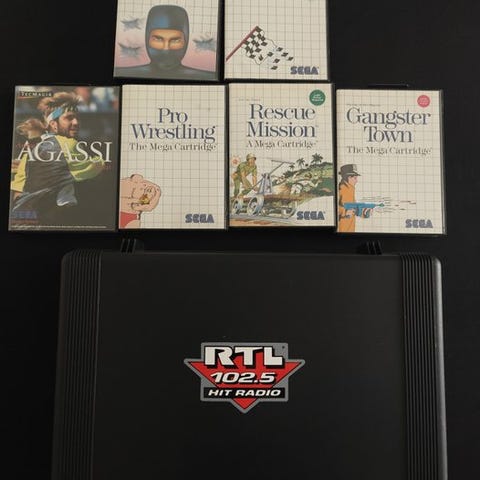 SEGA
TECMAGIK
AGASSI
SEGA
Pro
Wrestling
The Mega Cartridge
SEGA
Rescue
Mission
A Mega Cartridge
SEGA
Gangster
Town
The Mega Cartridge
SEGA
RTL
102.5
HIT RADIO